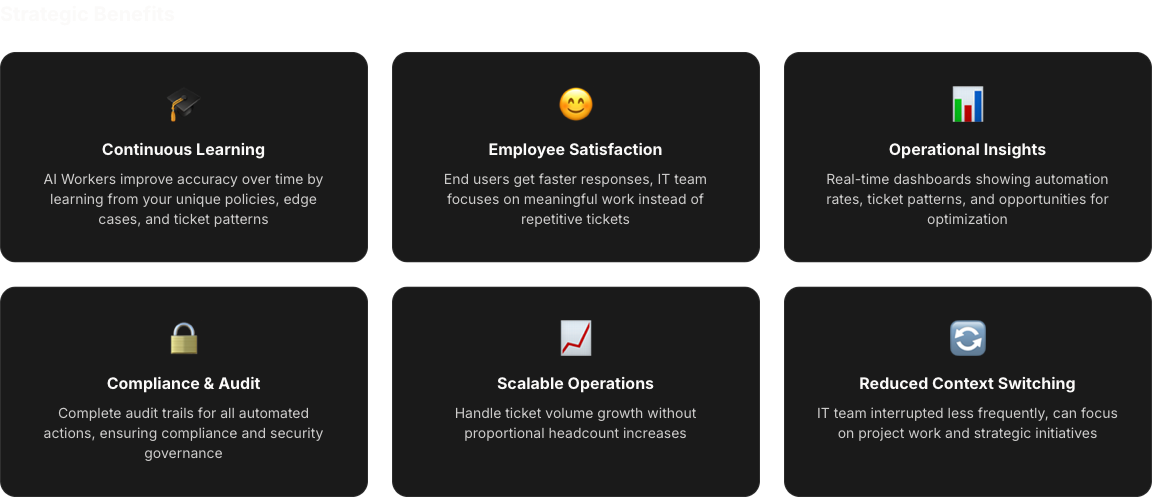 Strategic Benefits
Continuous Learning
AI Workers improve accuracy over time by
learning from your unique policies, edge
cases, and ticket patterns
Employee Satisfaction
End users get faster responses, IT team
focuses on meaningful work instead of
repetitive tickets
Operational Insights
Real-time dashboards showing automation
rates, ticket patterns, and opportunities for
optimization
Compliance & Audit
Complete audit trails for all automated
actions, ensuring compliance and security
governance
Scalable Operations
Handle ticket volume growth without
proportional headcount increases
Reduced Context Switching
IT team interrupted less frequently, can focus
on project work and strategic initiatives